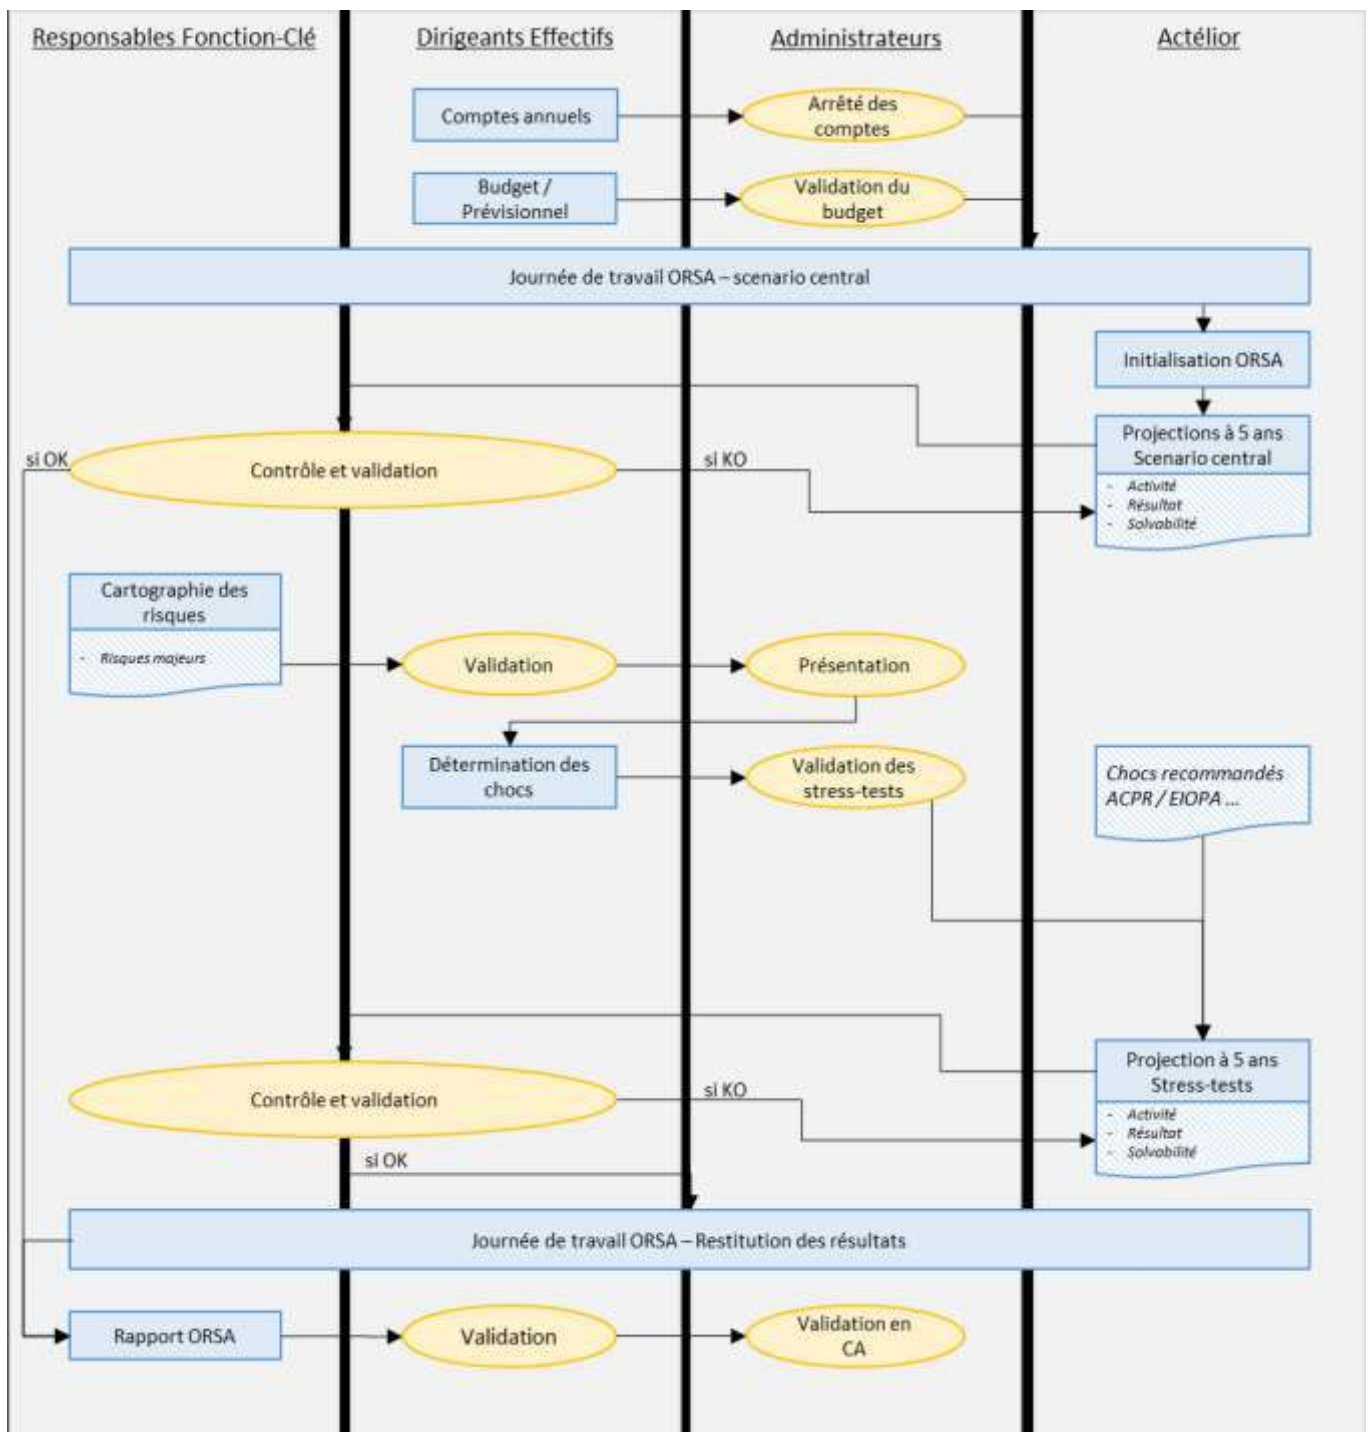 Responsables Fonction-Clé
Dirigeants Effectifs
Administrateurs
Actélior
Comptes annuels
Arrêté des
comptes
Budget /
Prévisionnel
Validation du
budget
Journée de travail ORSA – scenario central
Initialisation ORSA
Projections à 5 ans
Scenario central
- Activité
- Résultat
- Solvabilité
si OK
Contrôle et validation
si KO
Cartographie des
risques
- Risques majeurs
Validation
Présentation
Détermination des
chocs
Validation des
stress-tests
Chocs recommandés
ACPR / EIOPA ...
Projection à 5 ans
Stress-tests
- Activité
- Résultat
- Solvabilité
Contrôle et validation
si KO
si OK
Journée de travail ORSA – Restitution des résultats
Rapport ORSA
Validation
Validation en
CA